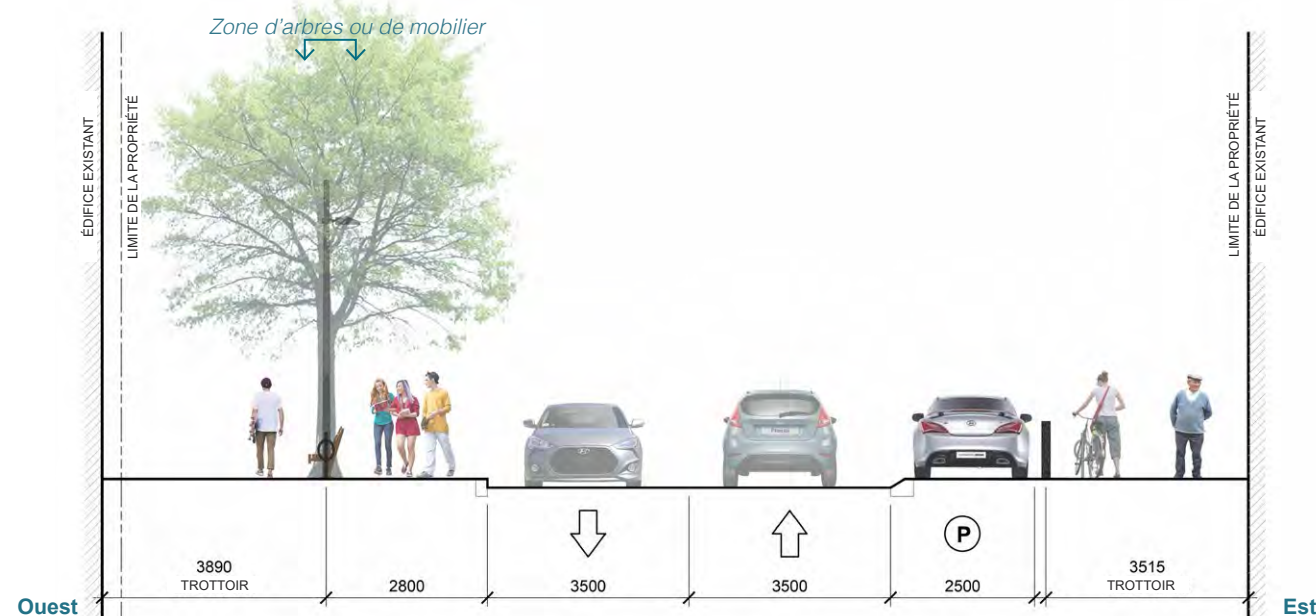 Zone d'arbres ou de mobilier
ÉDIFICE EXISTANT
LIMITE DE LA PROPRIÉTÉ
LIMITE DE LA PROPRIÉTÉ
ÉDIFICE EXISTANT
P
3890
TROTTOIR
2800
3500
3500
2500
3515
TROTTOIR
Ouest
Est